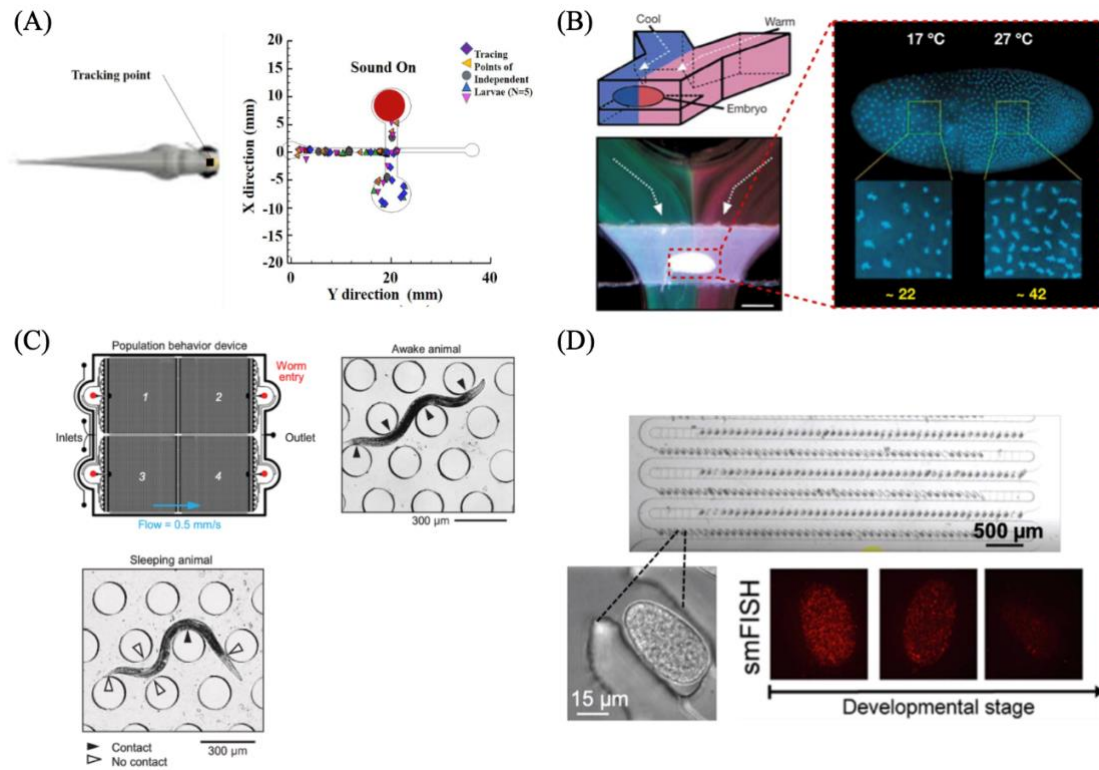 (A)
Tracking point
Sound On
Tracing
Points of
Independent
Larvae (N=5)
X direction (mm)
20
15
10
5
0
-5
-10
-15
-20
0
20
40
Y direction (mm)
(B)
Cool
Warm
Embryo
17 °C
27 °C
~ 22
~ 42
(C)
Population behavior device
Worm
entry
1
2
Inlets
Outlet
3
4
Flow = 0.5 mm/s
Awake animal
300 µm
Sleeping animal
300 µm
Contact
No contact
(D)
500 µm
15 µm
smFISH
Developmental stage